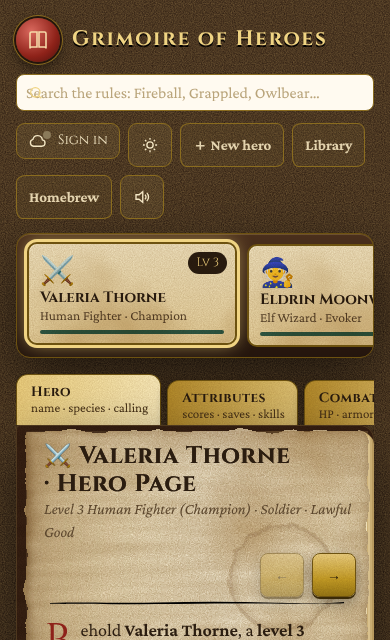 Grimoire of Heroes
Search the rules: Fireball, Grappled, Owlbear...
Sign in
+ New hero
Library
Homebrew
Lv 3
Valeria Thorne
Human Fighter · Champion
Eldrin Moonw
Elf Wizard · Evoker
Hero
name · species · calling
Attributes
scores · saves · skills
Combat
HP · armor
Valeria Thorne
· Hero Page
Level 3 Human Fighter (Champion) · Soldier · Lawful
Good
← →
Behold Valeria Thorne, a level 3